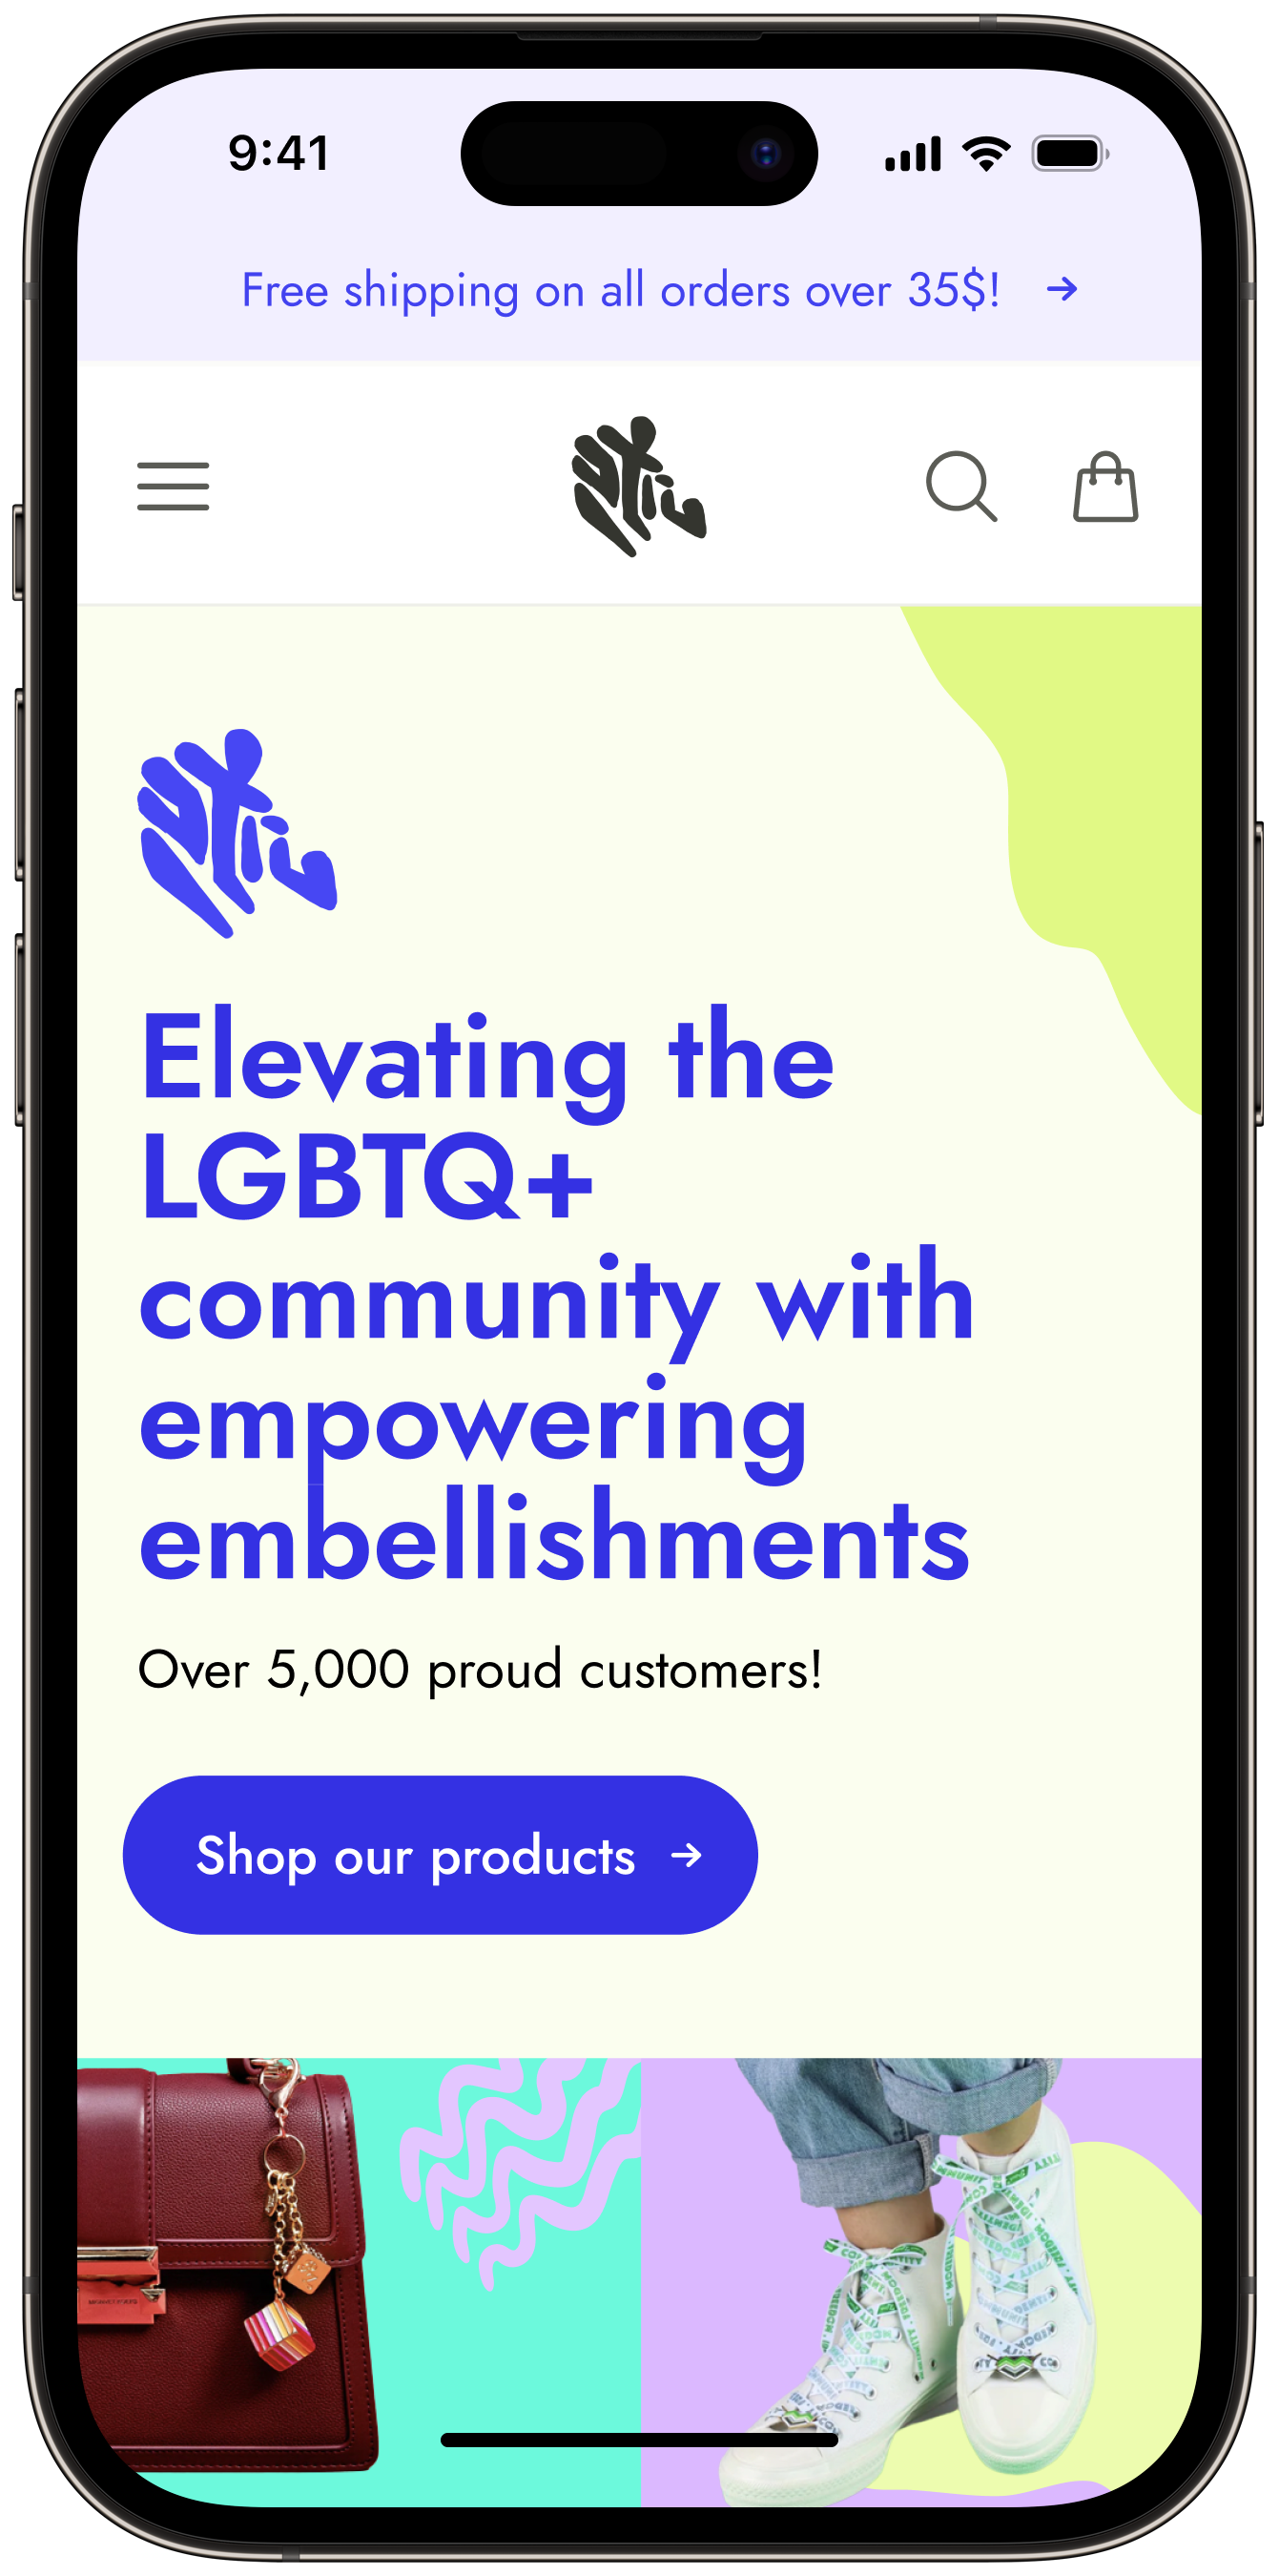 9:41
Free shipping on all orders over 35$! →
Elevating the
LGBTQ+
community with
empowering
embellishments
Over 5,000 proud customers!
Shop our products →